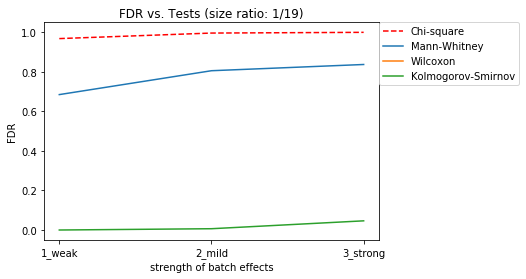 FDR vs. Tests (size ratio: 1/19)
1.0
0.8
0.6
0.4
0.2
0.0
FDR
1_weak
2_mild
3_strong
strength of batch effects
Chi-square
Mann-Whitney
Wilcoxon
Kolmogorov-Smirnov